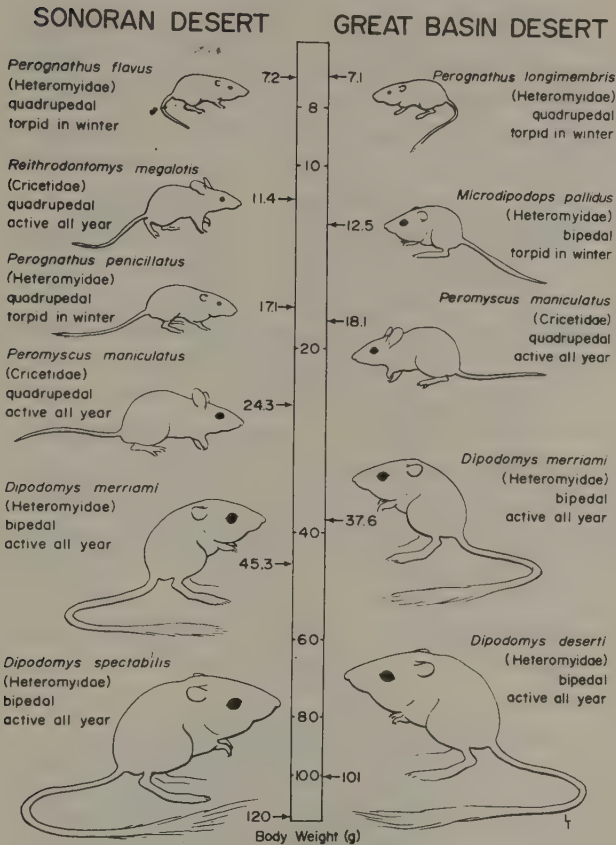 SONORAN DESERT
GREAT BASIN DESERT
Perognathus flavus
(Heteromyidae)
quadrupedal
torpid in winter
7.2
Reithrodontomys megalotis
(Cricetidae)
quadrupedal
active all year
11.4
Perognathus penicillatus
(Heteromyidae)
quadrupedal
torpid in winter
17.1
Peromyscus maniculatus
(Cricetidae)
quadrupedal
active all year
24.3
Dipodomys merriami
(Heteromyidae)
bipedal
active all year
45.3
Dipodomys spectabilis
(Heteromyidae)
bipedal
active all year
120
8
10
20
40
60
80
100
Body Weight (g)
7.1
Perognathus longimembris
(Heteromyidae)
quadrupedal
torpid in winter
12.5
Microdipodops pallidus
(Heteromyidae)
bipedal
torpid in winter
18.1
Peromyscus maniculatus
(Cricetidae)
quadrupedal
active all year
37.6
Dipodomys merriami
(Heteromyidae)
bipedal
active all year
101
Dipodomys deserti
(Heteromyidae)
bipedal
active all year